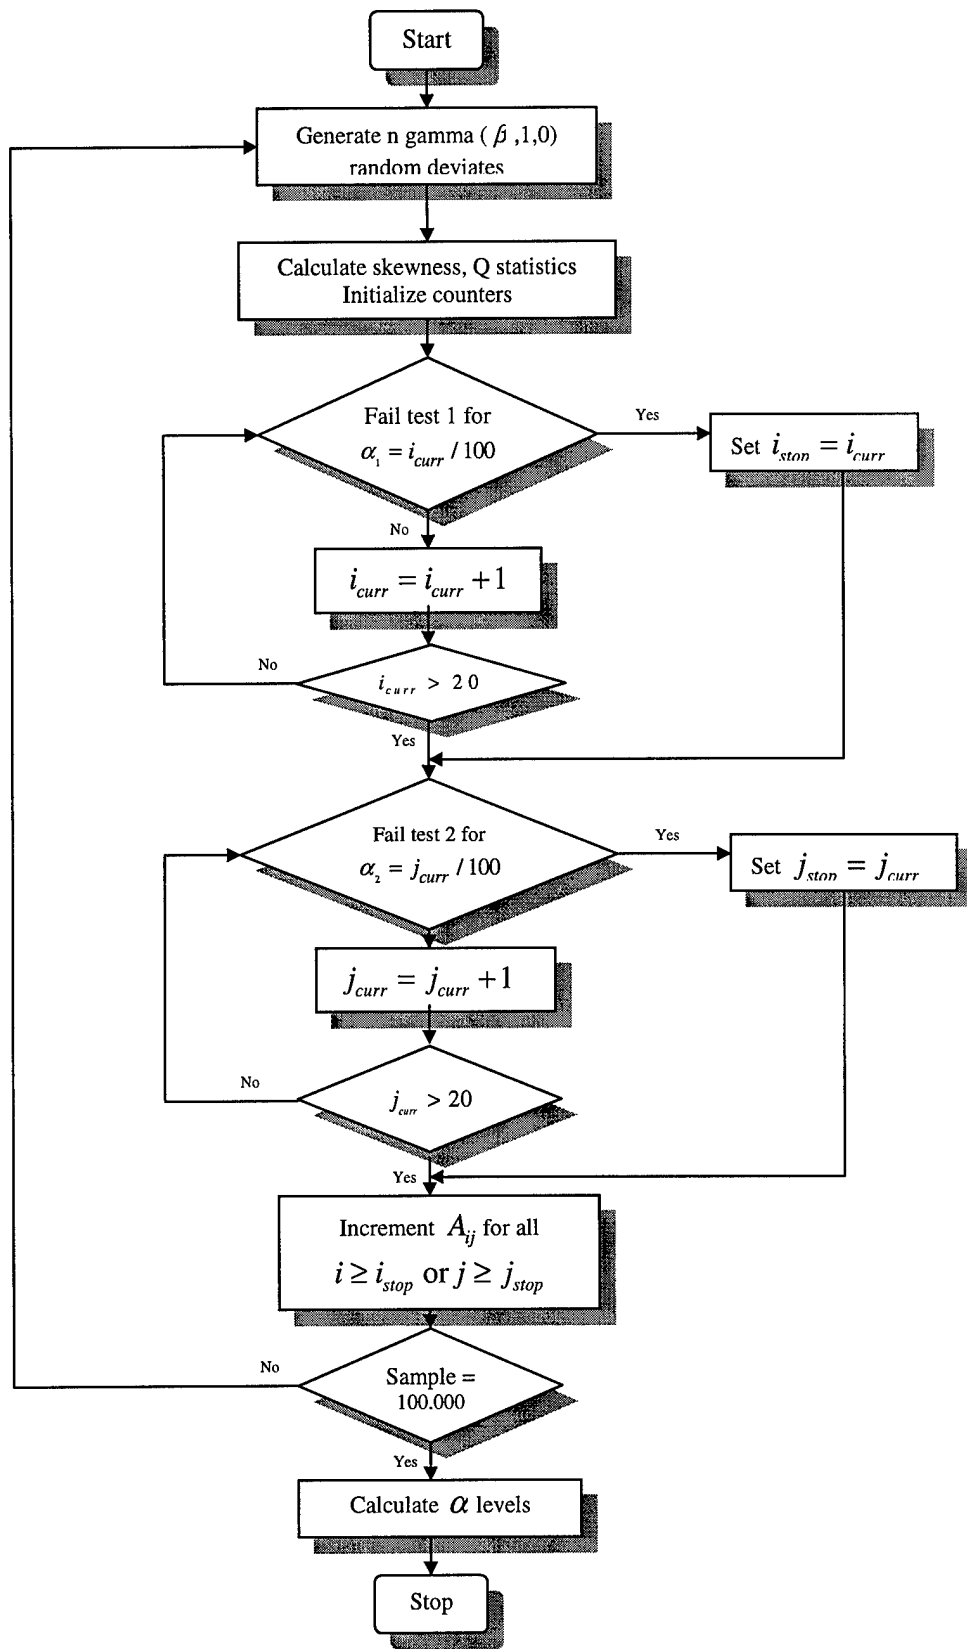 Start
Generate n gamma ( β ,1,0)
random deviates
Calculate skewness, Q statistics
Initialize counters
Fail test 1 for
α₁ = i_curr / 100
Yes
Set i_stop = i_curr
No
i_curr = i_curr + 1
No
i_curr > 2 0
Yes
Fail test 2 for
α₂ = j_curr / 100
Yes
Set j_stop = j_curr
j_curr = j_curr + 1
No
j_curr > 20
Yes
Increment A_ij for all
i ≥ i_stop or j ≥ j_stop
No
Sample =
100.000
Yes
Calculate α levels
Stop